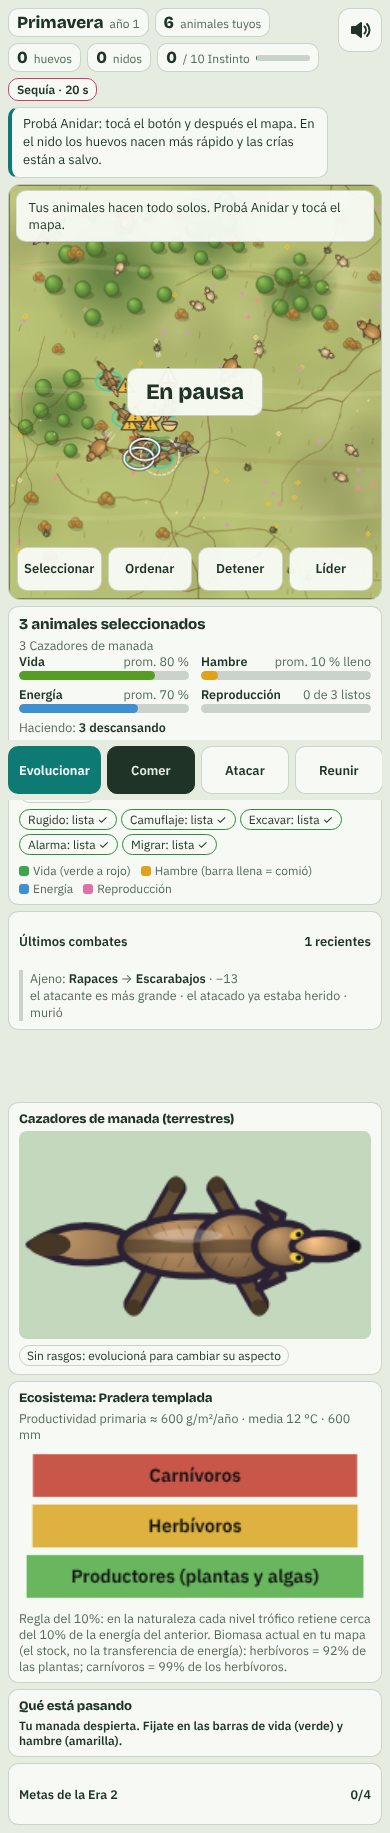 Primavera año 1
6 animales tuyos
0 huevos
0 nidos
0 / 10 Instinto
Sequía · 20 s
Probá Anidar: tocá el botón y después el mapa. En
el nido los huevos nacen más rápido y las crías
están a salvo.
Tus animales hacen todo solos. Probá Anidar y tocá el
mapa.
En pausa
Seleccionar
Ordenar
Detener
Líder
3 animales seleccionados
3 Cazadores de manada
Vida prom. 80 %
Hambre prom. 10 % lleno
Energía prom. 70 %
Reproducción 0 de 3 listos
Haciendo: 3 descansando
Evolucionar
Comer
Atacar
Reunir
Rugido: lista ✓
Camuflaje: lista ✓
Excavar: lista ✓
Alarma: lista ✓
Migrar: lista ✓
Vida (verde a rojo)
Hambre (barra llena = comió)
Energía
Reproducción
Últimos combates 1 recientes
Ajeno: Rapaces → Escarabajos · −13
el atacante es más grande · el atacado ya estaba herido ·
murió
Cazadores de manada (terrestres)
Sin rasgos: evolucioná para cambiar su aspecto
Ecosistema: Pradera templada
Productividad primaria ≈ 600 g/m²/año · media 12 °C · 600
mm
Carnívoros
Herbívoros
Productores (plantas y algas)
Regla del 10%: en la naturaleza cada nivel trófico retiene cerca
del 10% de la energía del anterior. Biomasa actual en tu mapa
(el stock, no la transferencia de energía): herbívoros = 92% de
las plantas; carnívoros = 99% de los herbívoros.
Qué está pasando
Tu manada despierta. Fijate en las barras de vida (verde) y
hambre (amarilla).
Metas de la Era 2 0/4